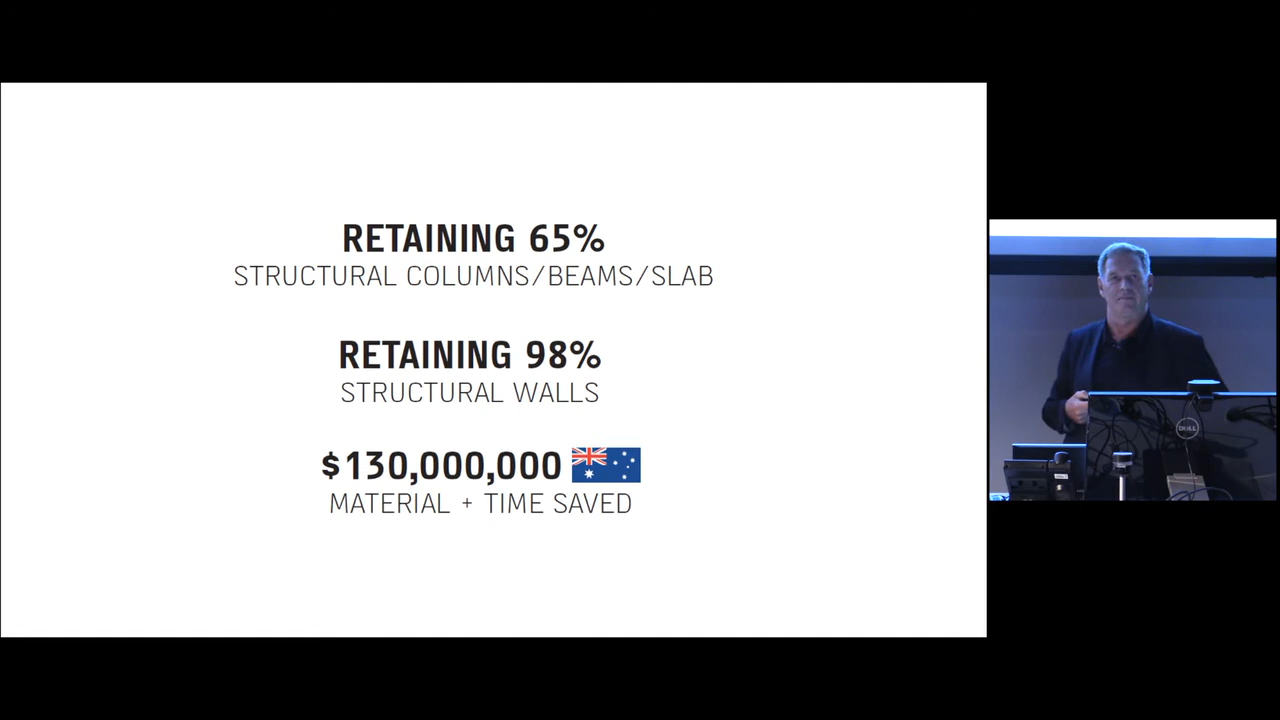 RETAINING 65%
STRUCTURAL COLUMNS/BEAMS/SLAB
RETAINING 98%
STRUCTURAL WALLS
$130,000,000
MATERIAL + TIME SAVED
DELL